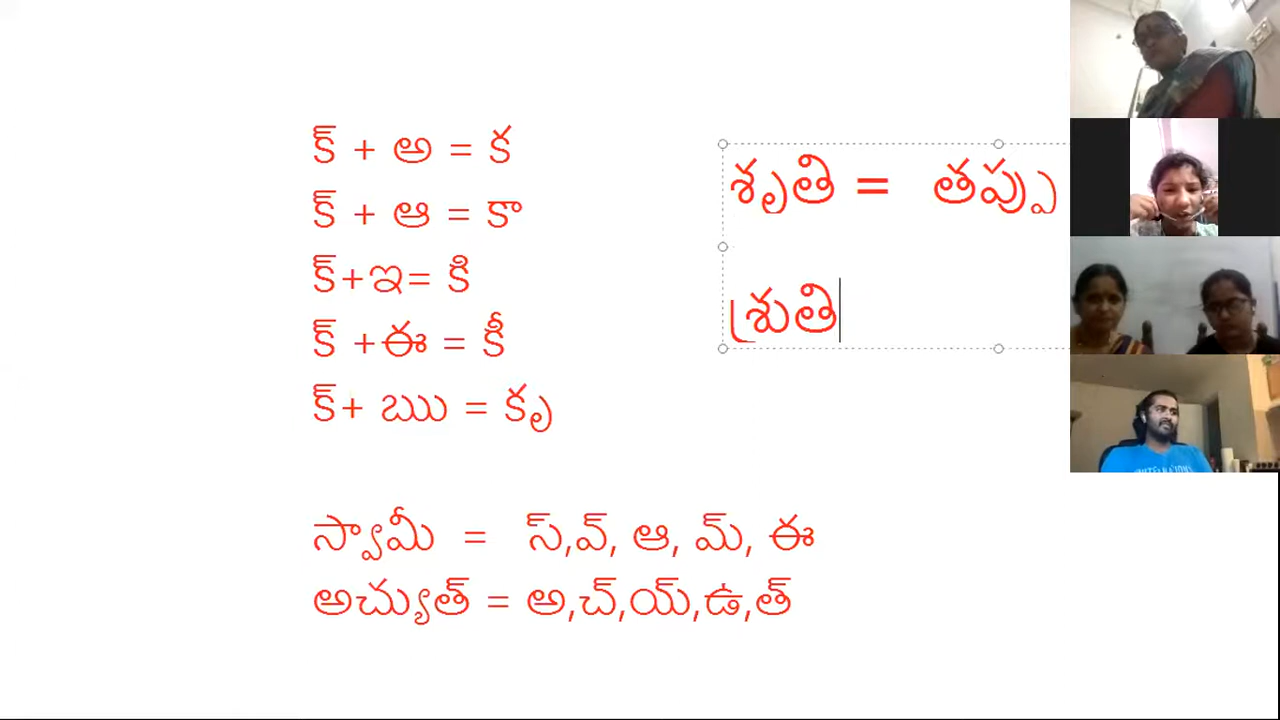 క్ + అ = క
క్ + ఆ = కా
క్+ఇ= కి
క్ +ఈ = కీ
క్+ ఋ = కృ
స్వామీ = స్,వ్, ఆ, మ్, ఈ
అచ్యుత్ = అ,చ్,య్,ఉ,త్
శృతి = తప్పు
శ్రుతి